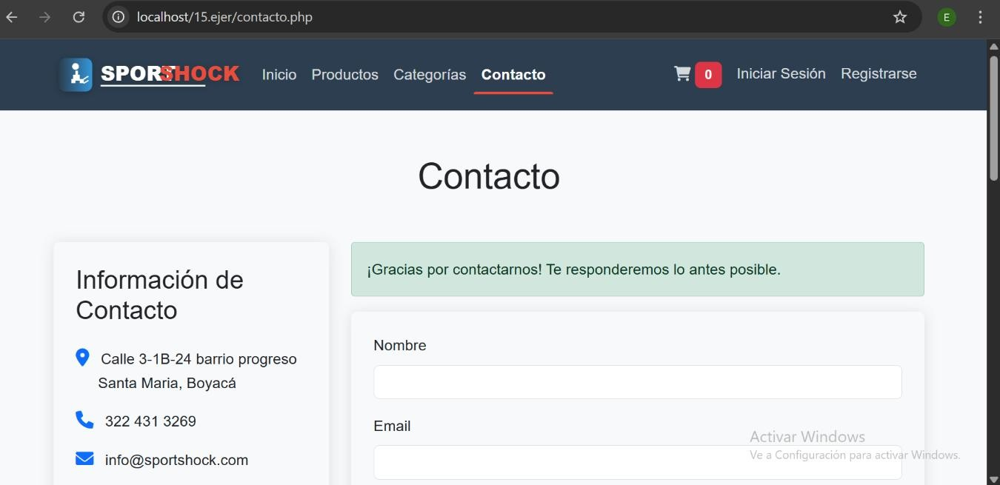 localhost/15.ejer/contacto.php
E
SPORTSHOCK
Inicio
Productos
Categorías
Contacto
0
Iniciar Sesión
Registrarse
Contacto
Información de
Contacto
Calle 3-1B-24 barrio progreso
Santa Maria, Boyacá
322 431 3269
info@sportshock.com
¡Gracias por contactarnos! Te responderemos lo antes posible.
Nombre
Email
Activar Windows
Ve a Configuración para activar Windows.